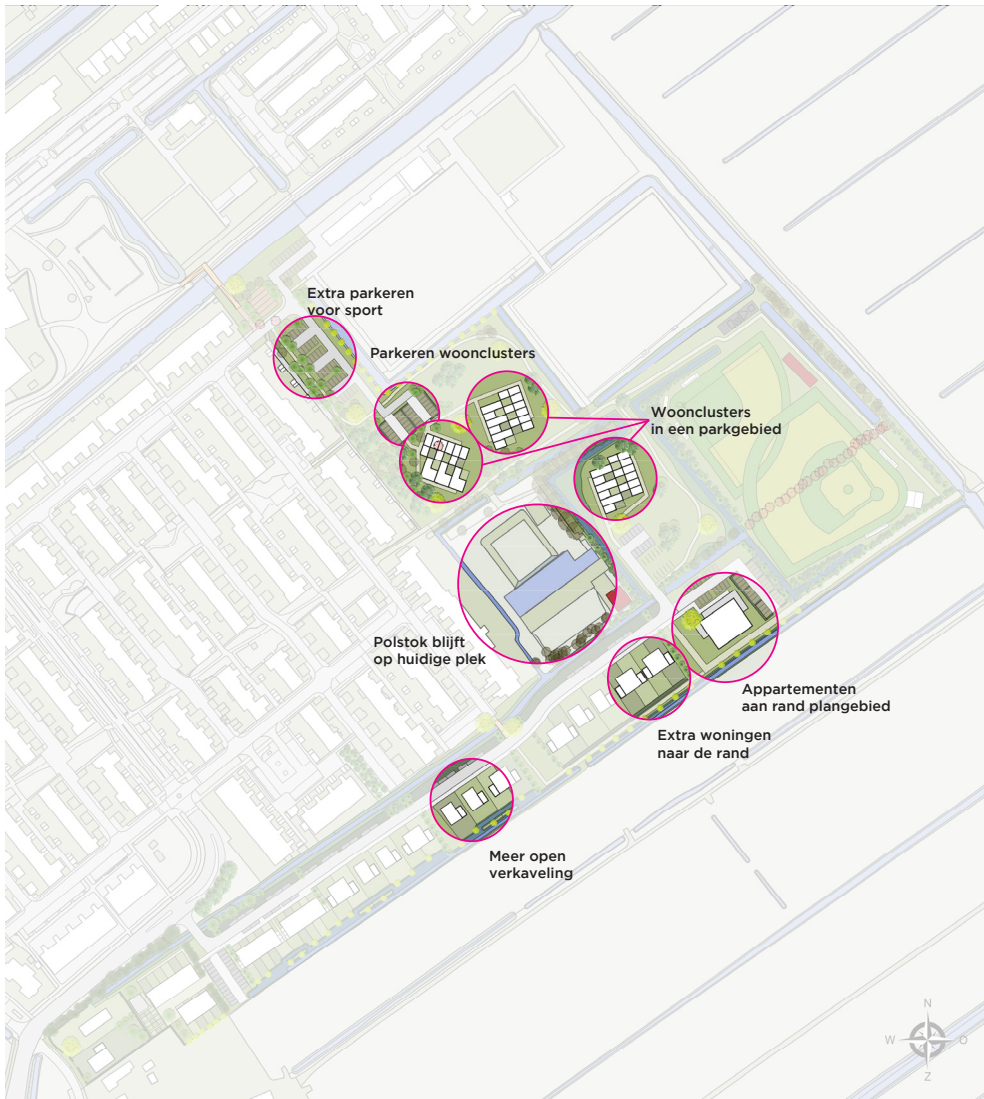 Extra parkeren
voor sport
Parkeren woonclusters
Woonclusters
in een parkgebied
Polstok blijft
op huidige plek
Appartementen
aan rand plangebied
Extra woningen
naar de rand
Meer open
verkaveling
N
W O
Z